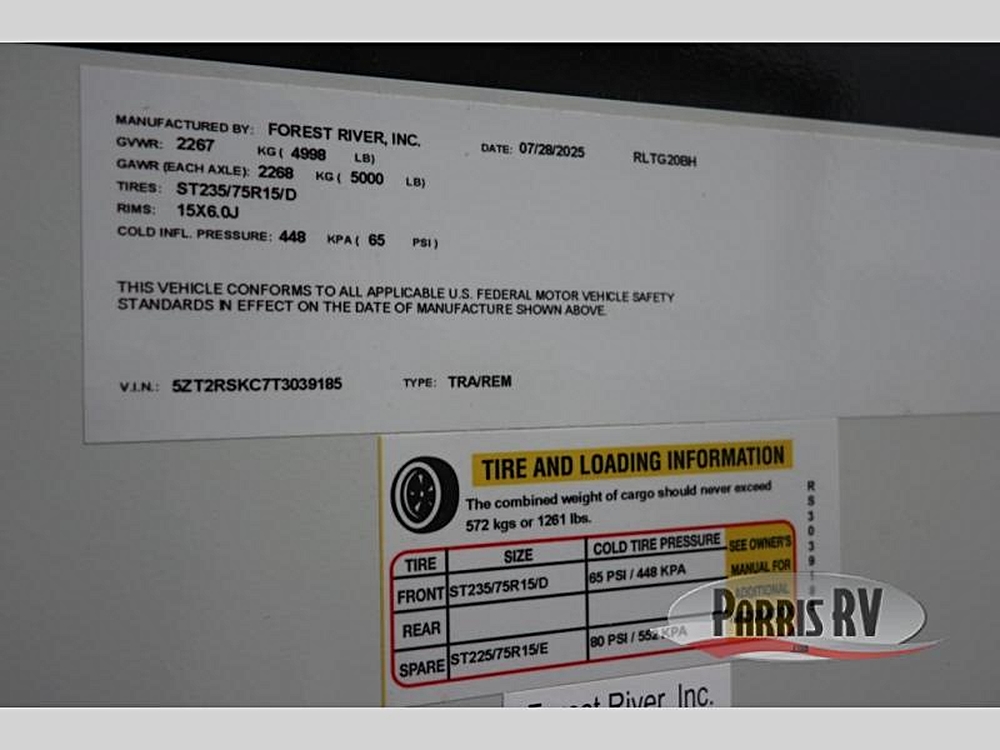 MANUFACTURED BY: FOREST RIVER, INC. DATE: 07/28/2025 RLTG20BH
GVWR: 2267 KG ( 4998 LB)
GAWR (EACH AXLE): 2268 KG ( 5000 LB)
TIRES: ST235/75R15/D
RIMS: 15X6.0J
COLD INFL. PRESSURE: 448 KPA ( 65 PSI )
THIS VEHICLE CONFORMS TO ALL APPLICABLE U.S. FEDERAL MOTOR VEHICLE SAFETY
STANDARDS IN EFFECT ON THE DATE OF MANUFACTURE SHOWN ABOVE.
V.I.N.: 5ZT2RSKC7T3039185 TYPE: TRA/REM
TIRE AND LOADING INFORMATION
The combined weight of cargo should never exceed
572 kgs or 1261 lbs.
TIRE SIZE COLD TIRE PRESSURE SEE OWNER'S
FRONT ST235/75R15/D 65 PSI / 448 KPA MANUAL FOR
ADDITIONAL
REAR
SPARE ST225/75R15/E 80 PSI / 552 KPA
RS3039
PARRIS RV
.com
Forest River, Inc.